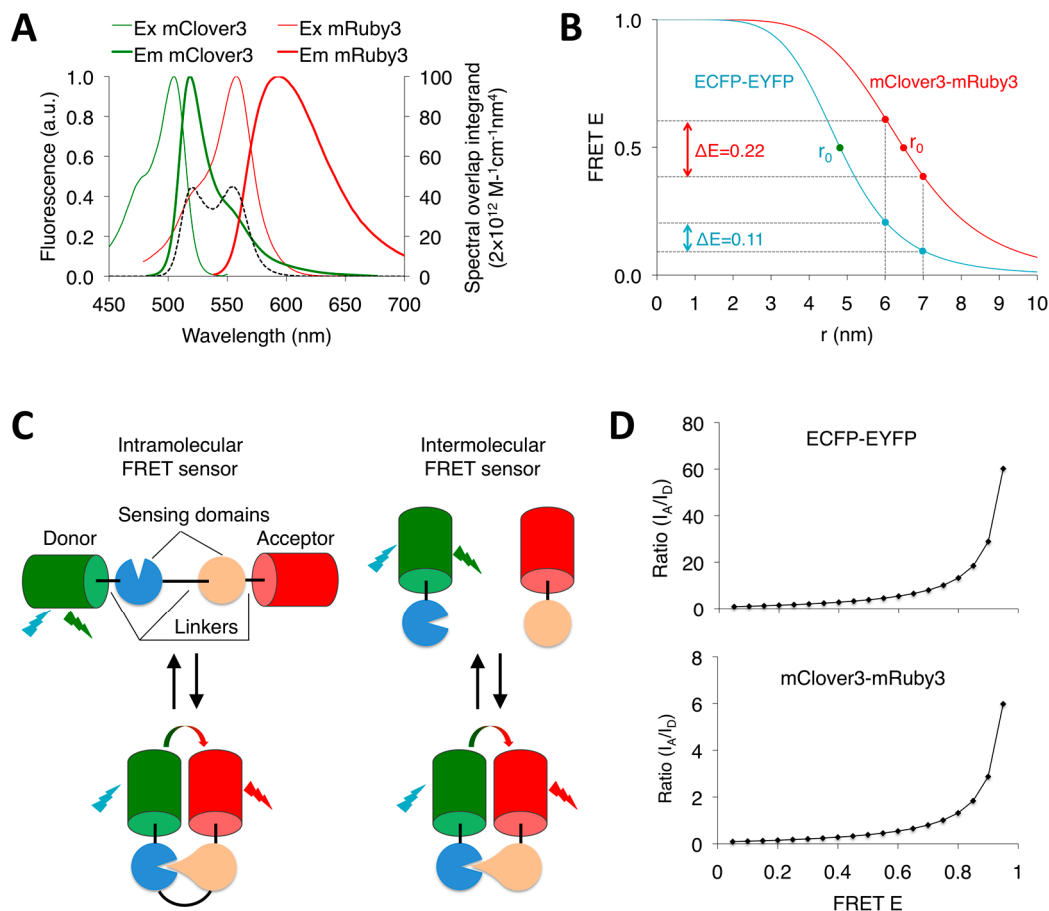 A
Ex mClover3
Ex mRuby3
Em mClover3
Em mRuby3
Fluorescence (a.u.)
1.0
0.8
0.6
0.4
0.2
0.0
100
80
60
40
20
0
Spectral overlap integrand
(2×10¹² M⁻¹cm⁻¹nm⁴)
450
500
550
600
650
700
Wavelength (nm)
B
FRET E
1.0
0.5
0.0
ECFP-EYFP
mClover3-mRuby3
r₀
r₀
ΔE=0.22
ΔE=0.11
0
1
2
3
4
5
6
7
8
9
10
r (nm)
C
Intramolecular
FRET sensor
Intermolecular
FRET sensor
Sensing domains
Donor
Acceptor
Linkers
D
ECFP-EYFP
Ratio (I_A/I_D)
80
60
40
20
0
mClover3-mRuby3
Ratio (I_A/I_D)
8
6
4
2
0
0
0.2
0.4
0.6
0.8
1
FRET E